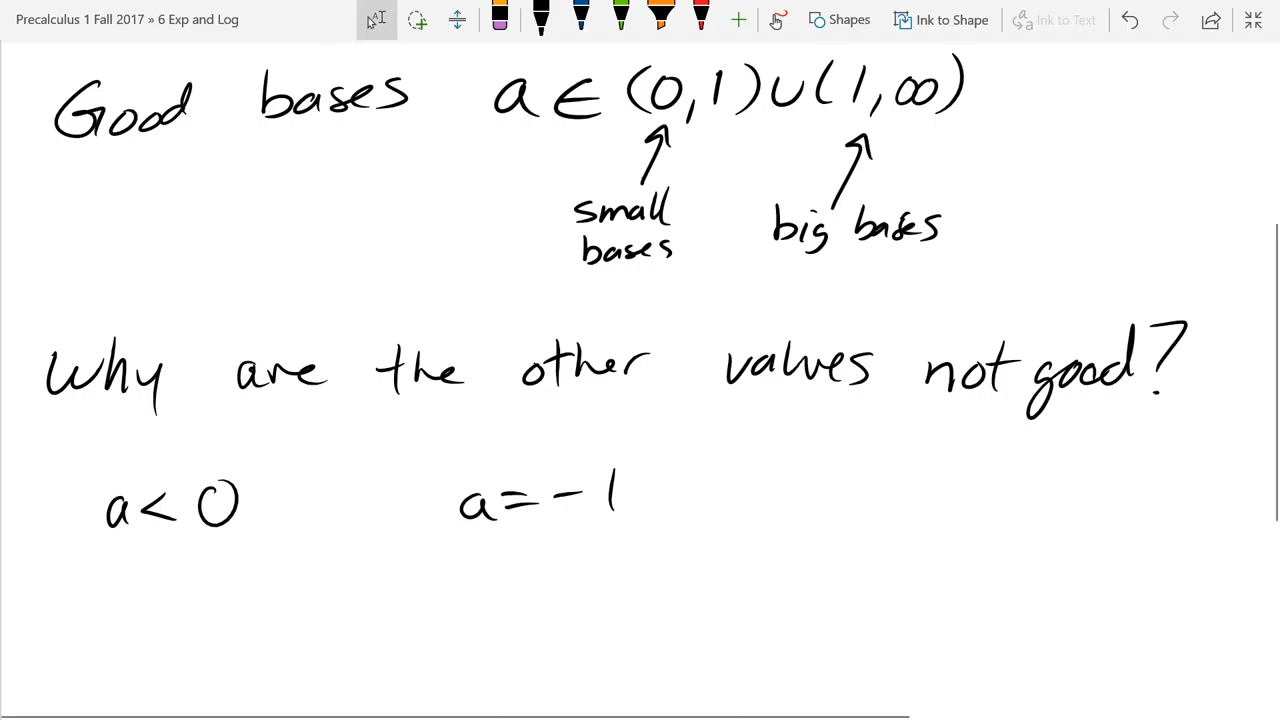 Precalculus 1 Fall 2017 » 6 Exp and Log
Shapes
Ink to Shape
Ink to Text
Good bases a ∈ (0,1)∪(1,∞)
small bases
big bases
Why are the other values not good?
a < 0 a = -1